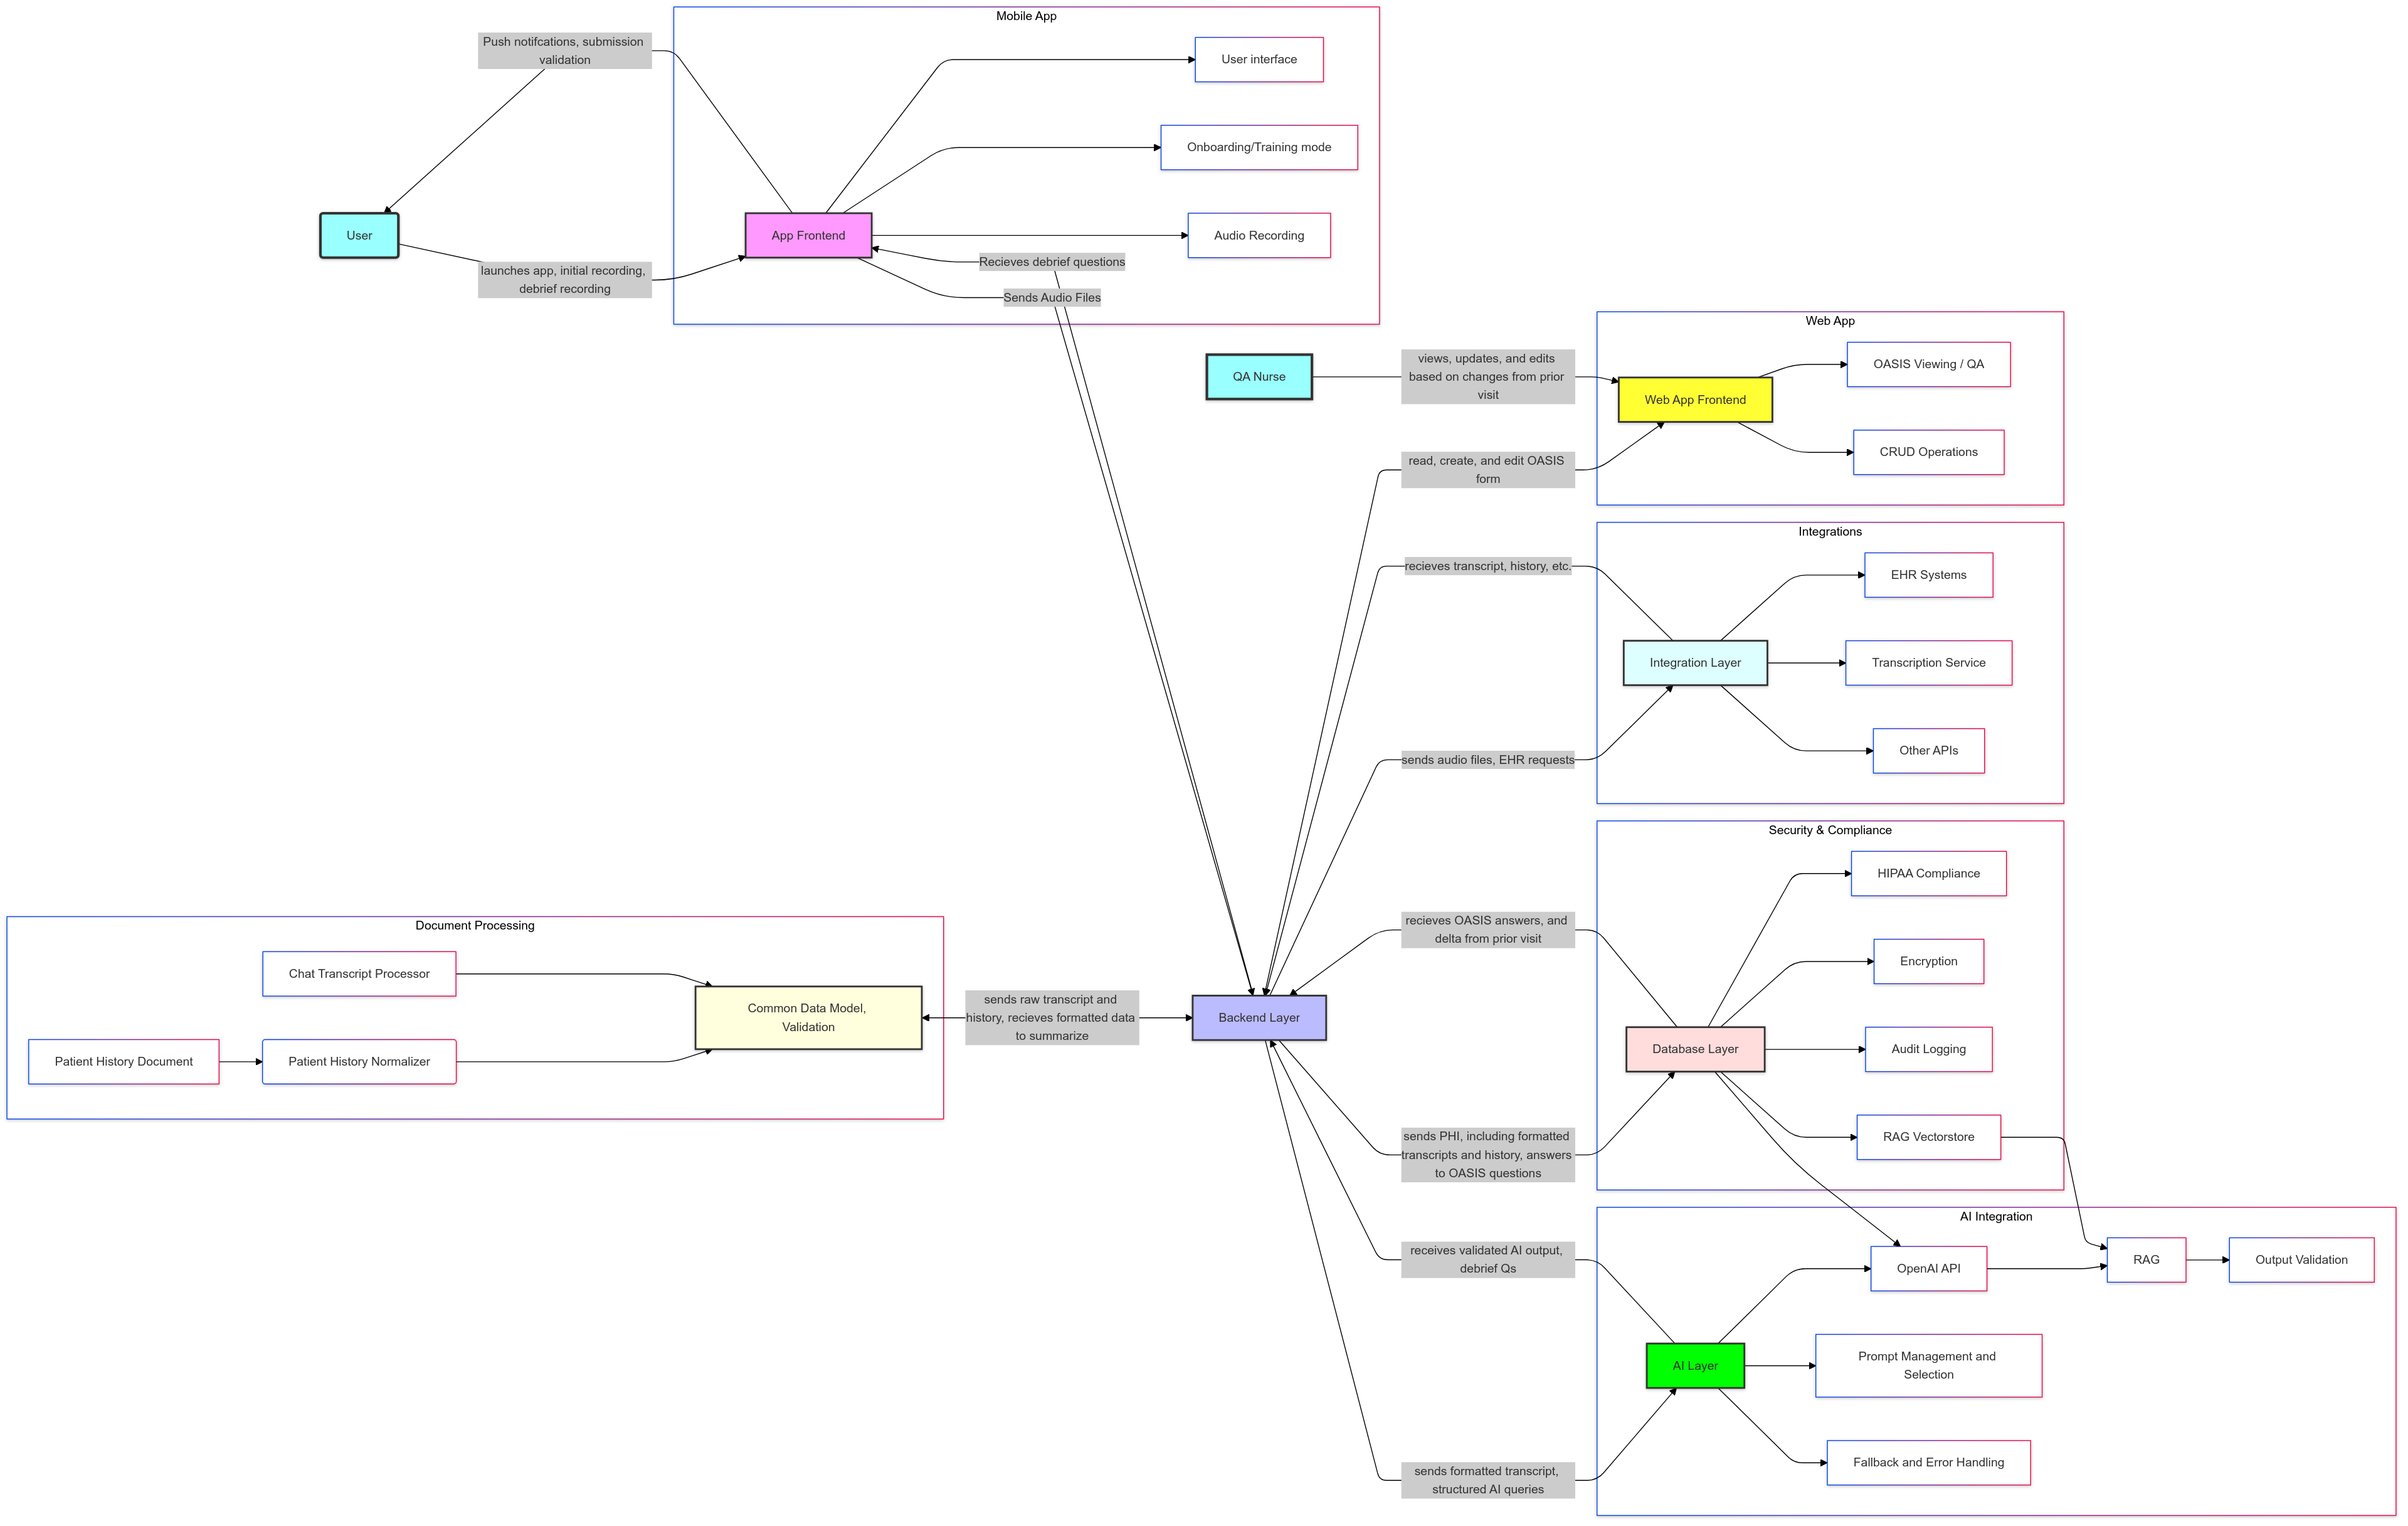 Mobile App
Push notifcations, submission
validation
User interface
Onboarding/Training mode
User
App Frontend
Audio Recording
launches app, initial recording,
debrief recording
Recieves debrief questions
Sends Audio Files
Web App
QA Nurse
views, updates, and edits
based on changes from prior
visit
Web App Frontend
OASIS Viewing / QA
CRUD Operations
read, create, and edit OASIS
form
Integrations
recieves transcript, history, etc.
EHR Systems
Integration Layer
Transcription Service
Other APIs
sends audio files, EHR requests
Security & Compliance
HIPAA Compliance
recieves OASIS answers, and
delta from prior visit
Encryption
Database Layer
Audit Logging
RAG Vectorstore
sends PHI, including formatted
transcripts and history, answers
to OASIS questions
Document Processing
Chat Transcript Processor
Common Data Model,
Validation
Patient History Document
Patient History Normalizer
sends raw transcript and
history, recieves formatted data
to summarize
Backend Layer
AI Integration
receives validated AI output,
debrief Qs
OpenAI API
RAG
Output Validation
AI Layer
Prompt Management and
Selection
Fallback and Error Handling
sends formatted transcript,
structured AI queries